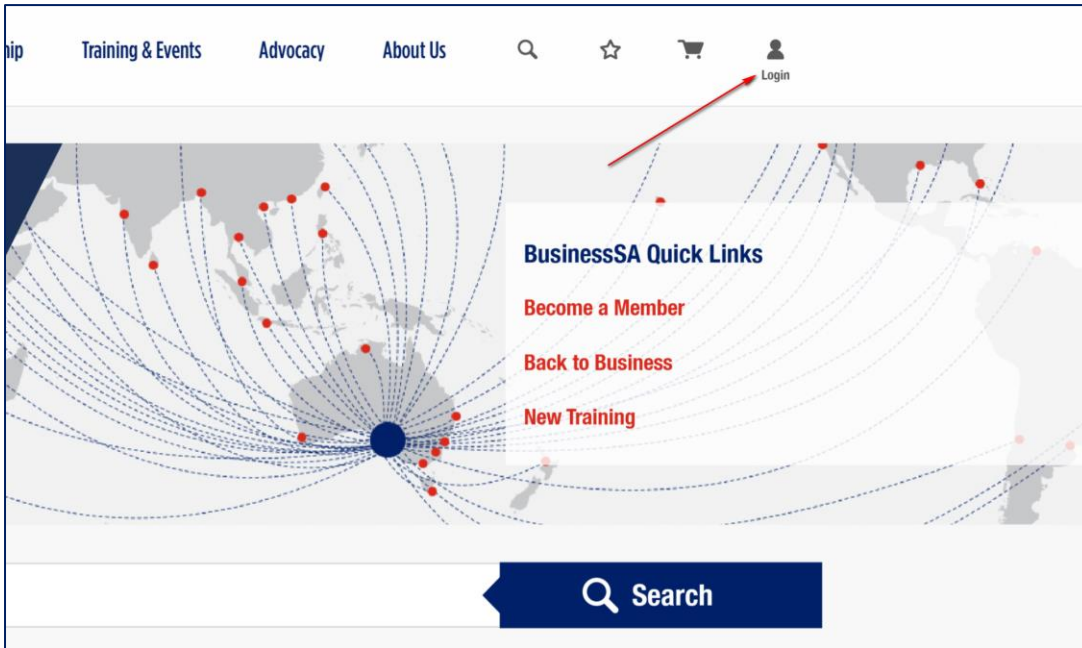 Training & Events Advocacy About Us
Login
BusinessSA Quick Links
Become a Member
Back to Business
New Training
Search